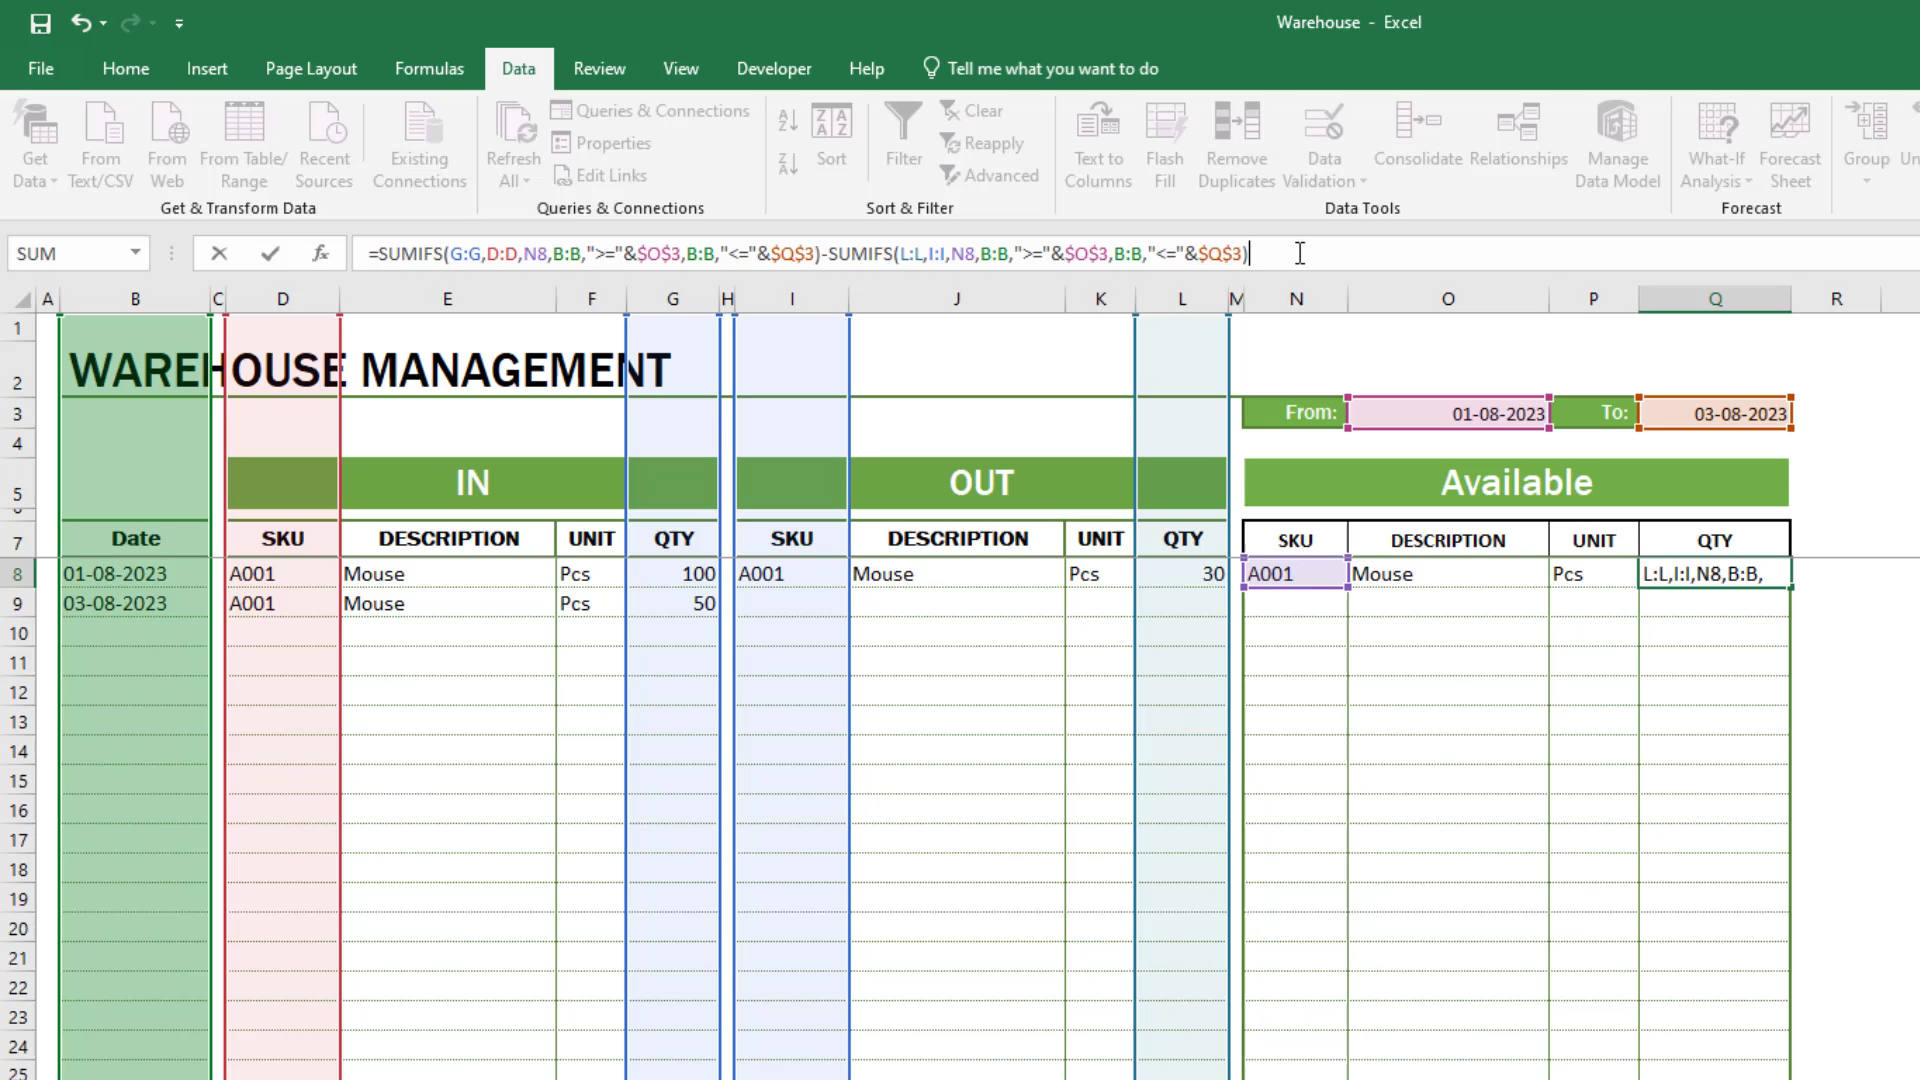 Warehouse - Excel
File Home Insert Page Layout Formulas Data Review View Developer Help Tell me what you want to do
Get Data
From Text/CSV
From Web
From Table/ Range
Recent Sources
Existing Connections
Refresh All
Queries & Connections
Properties
Edit Links
Sort
Filter
Clear
Reapply
Advanced
Text to Columns
Flash Fill
Remove Duplicates
Data Validation
Consolidate
Relationships
Manage Data Model
What-If Analysis
Forecast Sheet
Group
Un
Get & Transform Data Queries & Connections Sort & Filter Data Tools Forecast
SUM fx =SUMIFS(G:G,D:D,N8,B:B,">="&$O$3,B:B,"<="&$Q$3)-SUMIFS(L:L,I:I,N8,B:B,">="&$O$3,B:B,"<="&$Q$3)
A B C D E F G H I J K L M N O P Q R
1
2 WAREHOUSE MANAGEMENT
3 From: 01-08-2023 To: 03-08-2023
4
5 IN OUT Available
7 Date SKU DESCRIPTION UNIT QTY SKU DESCRIPTION UNIT QTY SKU DESCRIPTION UNIT QTY
8 01-08-2023 A001 Mouse Pcs 100 A001 Mouse Pcs 30 A001 Mouse Pcs L:L,I:I,N8,B:B,
9 03-08-2023 A001 Mouse Pcs 50
10
11
12
13
14
15
16
17
18
19
20
21
22
23
24
25